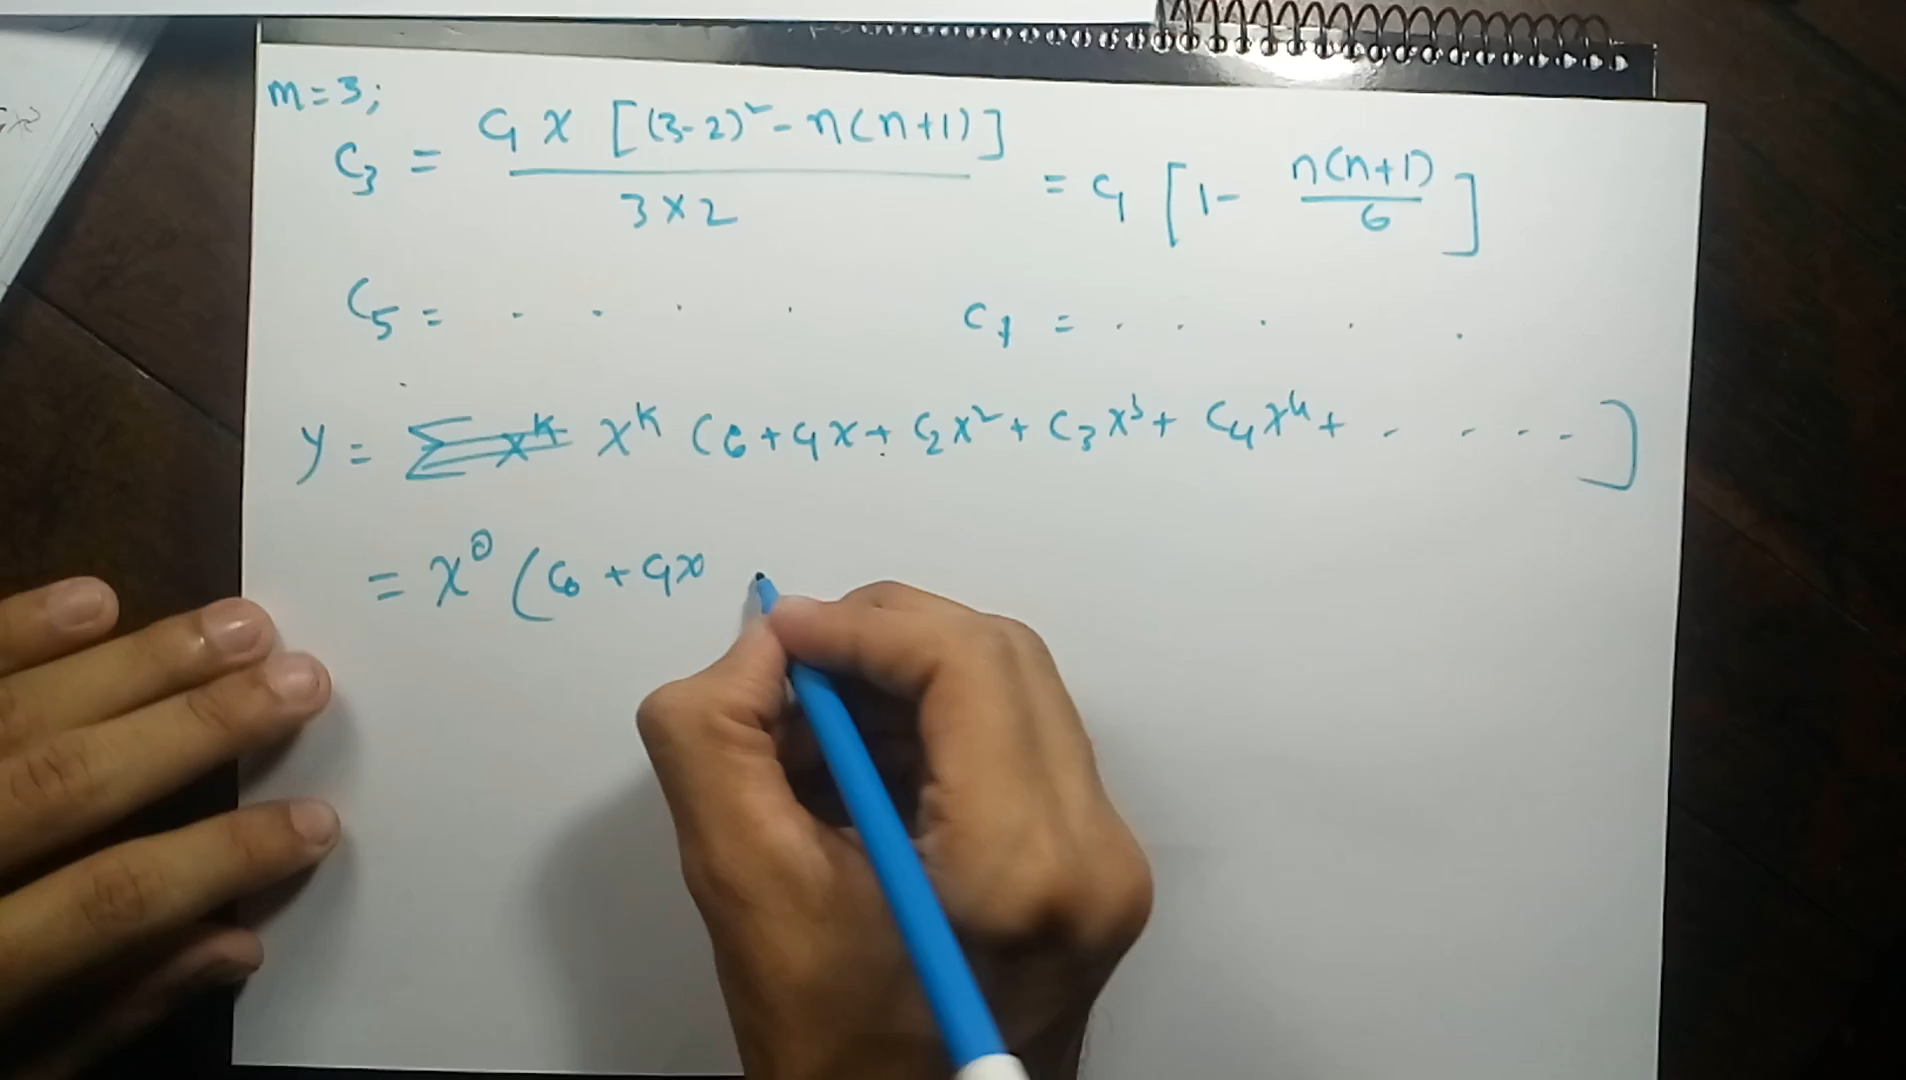 m=3;
C₃ = C₁ × [(3-2)² - n(n+1)] / 3×2 = C₁ [1 - n(n+1)/6]
C₅ = . . . . C₇ = . . . . .
y = x^k (C₀ + C₁x + C₂x² + C₃x³ + C₄x⁴ + - - - - ]
= x⁰ (C₀ + C₁x